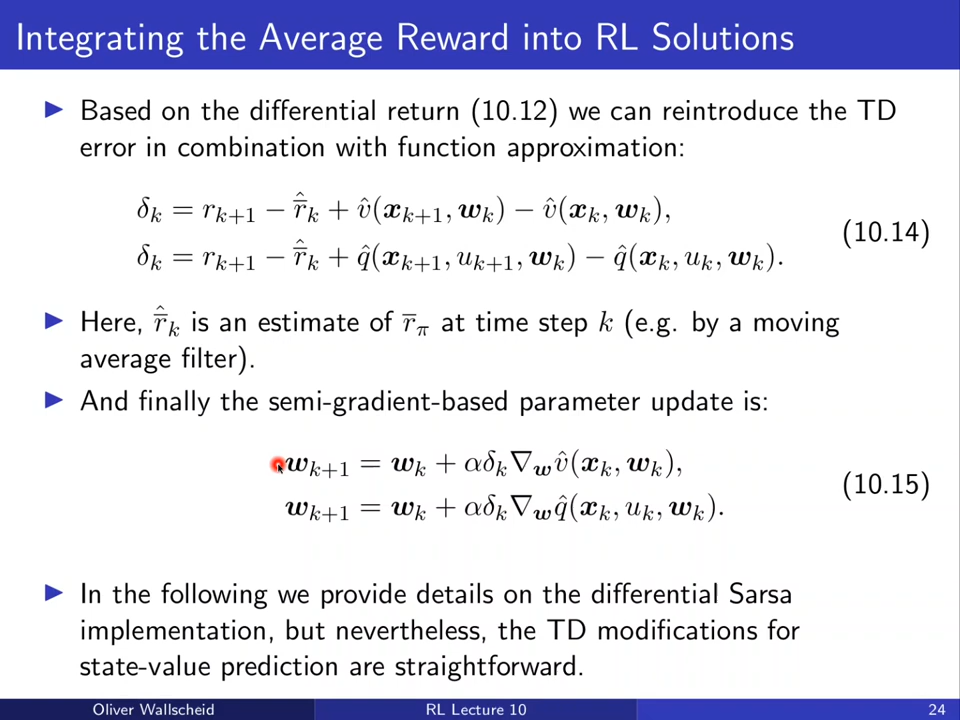 Integrating the Average Reward into RL Solutions
▶ Based on the differential return (10.12) we can reintroduce the TD
error in combination with function approximation:
δ_k = r_{k+1} − \hat{\bar{r}}_k + \hat{v}(x_{k+1}, w_k) − \hat{v}(x_k, w_k),
δ_k = r_{k+1} − \hat{\bar{r}}_k + \hat{q}(x_{k+1}, u_{k+1}, w_k) − \hat{q}(x_k, u_k, w_k).
(10.14)
▶ Here, \hat{\bar{r}}_k is an estimate of \bar{r}_π at time step k (e.g. by a moving
average filter).
▶ And finally the semi-gradient-based parameter update is:
w_{k+1} = w_k + αδ_k∇_w \hat{v}(x_k, w_k),
w_{k+1} = w_k + αδ_k∇_w \hat{q}(x_k, u_k, w_k).
(10.15)
▶ In the following we provide details on the differential Sarsa
implementation, but nevertheless, the TD modifications for
state-value prediction are straightforward.
Oliver Wallscheid RL Lecture 10 24